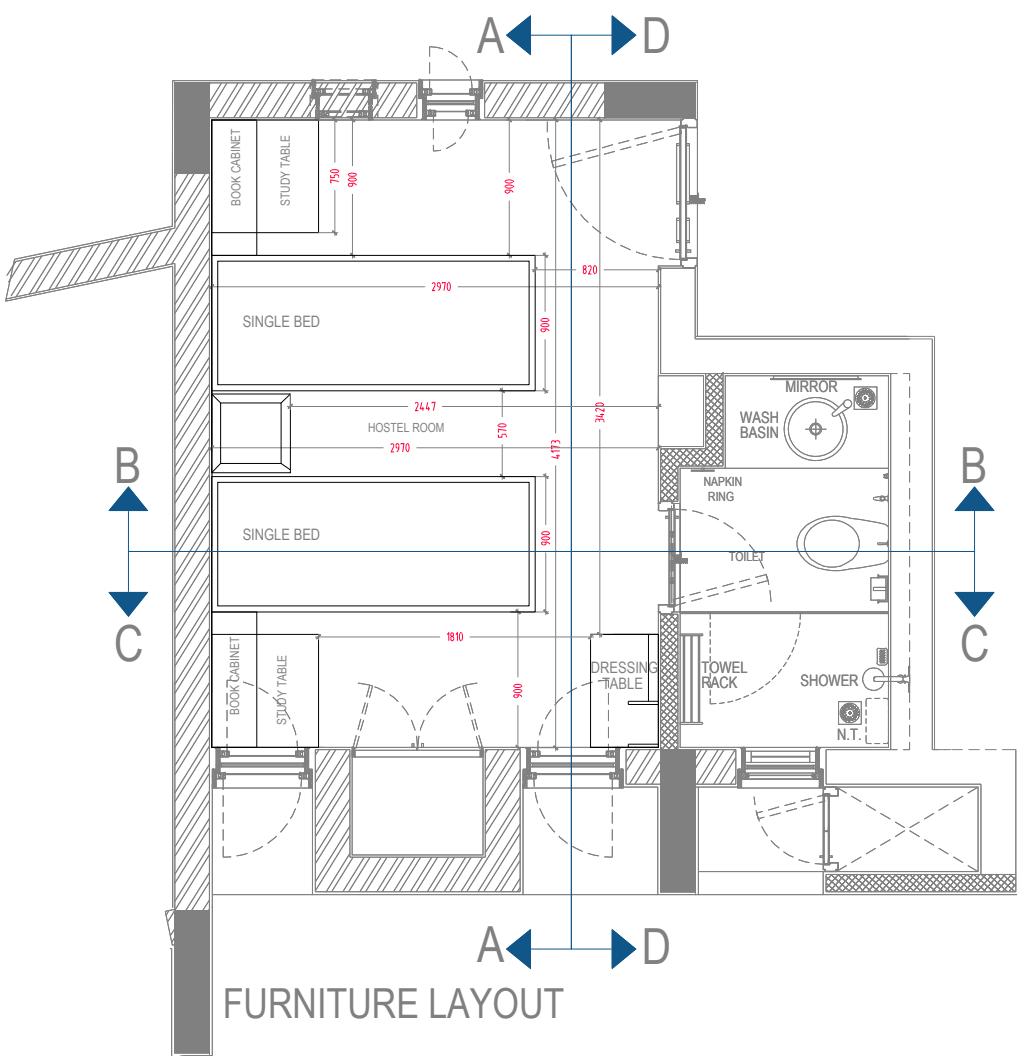 A
D
BOOK CABINET
STUDY TABLE
750
900
900
820
2970
SINGLE BED
900
MIRROR
WASH
BASIN
2447
3420
HOSTEL ROOM
570
2970
4173
B
B
NAPKIN
RING
SINGLE BED
900
TOILET
C
C
1810
BOOK CABINET
STUDY TABLE
900
DRESSING
TABLE
TOWEL
RACK
SHOWER
N.T.
A
D
FURNITURE LAYOUT